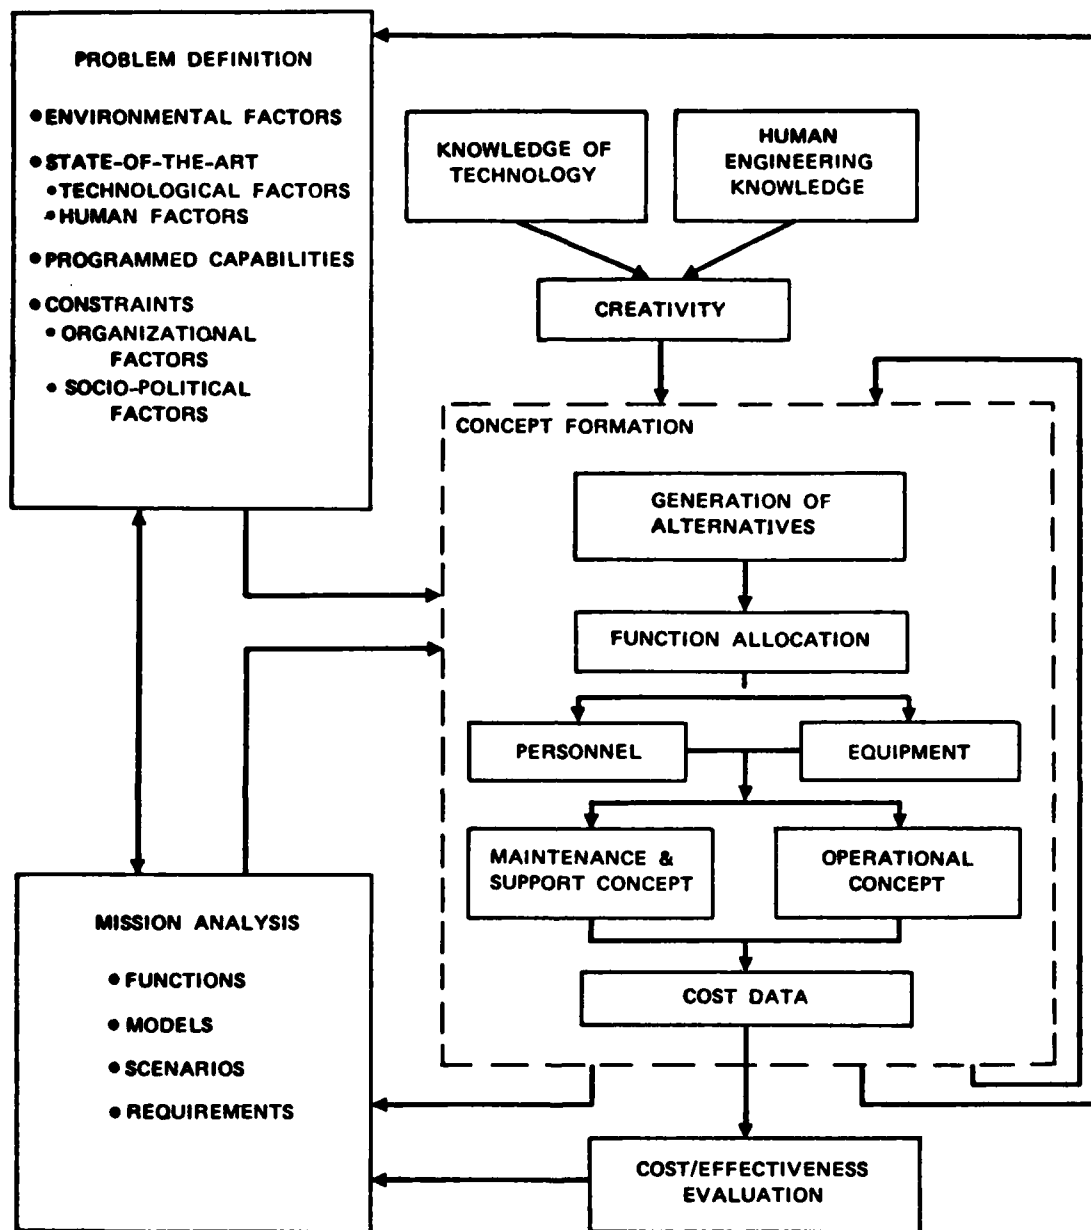 PROBLEM DEFINITION
● ENVIRONMENTAL FACTORS
● STATE-OF-THE-ART
● TECHNOLOGICAL FACTORS
● HUMAN FACTORS
● PROGRAMMED CAPABILITIES
● CONSTRAINTS
● ORGANIZATIONAL
FACTORS
● SOCIO-POLITICAL
FACTORS
KNOWLEDGE OF
TECHNOLOGY
HUMAN
ENGINEERING
KNOWLEDGE
CREATIVITY
CONCEPT FORMATION
GENERATION OF
ALTERNATIVES
FUNCTION ALLOCATION
PERSONNEL
EQUIPMENT
MAINTENANCE &
SUPPORT CONCEPT
OPERATIONAL
CONCEPT
COST DATA
MISSION ANALYSIS
● FUNCTIONS
● MODELS
● SCENARIOS
● REQUIREMENTS
COST/EFFECTIVENESS
EVALUATION